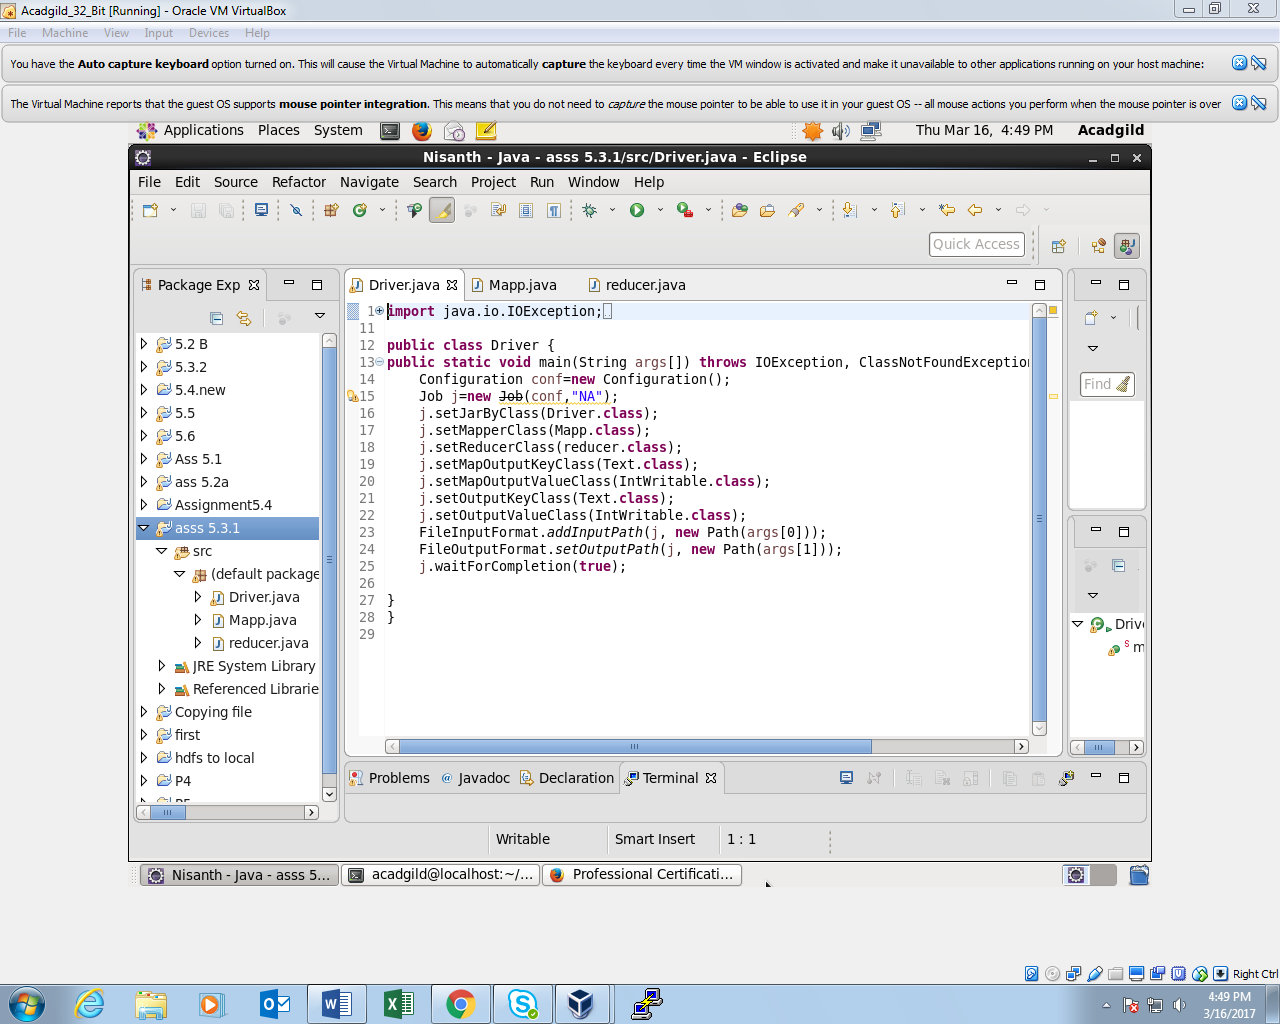 Acadgild_32_Bit [Running] - Oracle VM VirtualBox
File Machine View Input Devices Help
You have the Auto capture keyboard option turned on. This will cause the Virtual Machine to automatically capture the keyboard every time the VM window is activated and make it unavailable to other applications running on your host machine:
The Virtual Machine reports that the guest OS supports mouse pointer integration. This means that you do not need to capture the mouse pointer to be able to use it in your guest OS -- all mouse actions you perform when the mouse pointer is over
Applications Places System Thu Mar 16, 4:49 PM Acadgild
Nisanth - Java - asss 5.3.1/src/Driver.java - Eclipse
File Edit Source Refactor Navigate Search Project Run Window Help
Quick Access
Package Exp
5.2 B
5.3.2
5.4.new
5.5
5.6
Ass 5.1
ass 5.2a
Assignment5.4
asss 5.3.1
src
(default package
Driver.java
Mapp.java
reducer.java
JRE System Library
Referenced Librarie
Copying file
first
hdfs to local
P4
Driver.java Mapp.java reducer.java
1 import java.io.IOException;
11
12 public class Driver {
13 public static void main(String args[]) throws IOException, ClassNotFoundException
14 Configuration conf=new Configuration();
15 Job j=new Job(conf,"NA");
16 j.setJarByClass(Driver.class);
17 j.setMapperClass(Mapp.class);
18 j.setReducerClass(reducer.class);
19 j.setMapOutputKeyClass(Text.class);
20 j.setMapOutputValueClass(IntWritable.class);
21 j.setOutputKeyClass(Text.class);
22 j.setOutputValueClass(IntWritable.class);
23 FileInputFormat.addInputPath(j, new Path(args[0]));
24 FileOutputFormat.setOutputPath(j, new Path(args[1]));
25 j.waitForCompletion(true);
26
27 }
28 }
29
Find
Drive
m
Problems Javadoc Declaration Terminal
Writable Smart Insert 1 : 1
Nisanth - Java - asss 5... acadgild@localhost:~/... Professional Certificati...
Right Ctrl
4:49 PM
3/16/2017